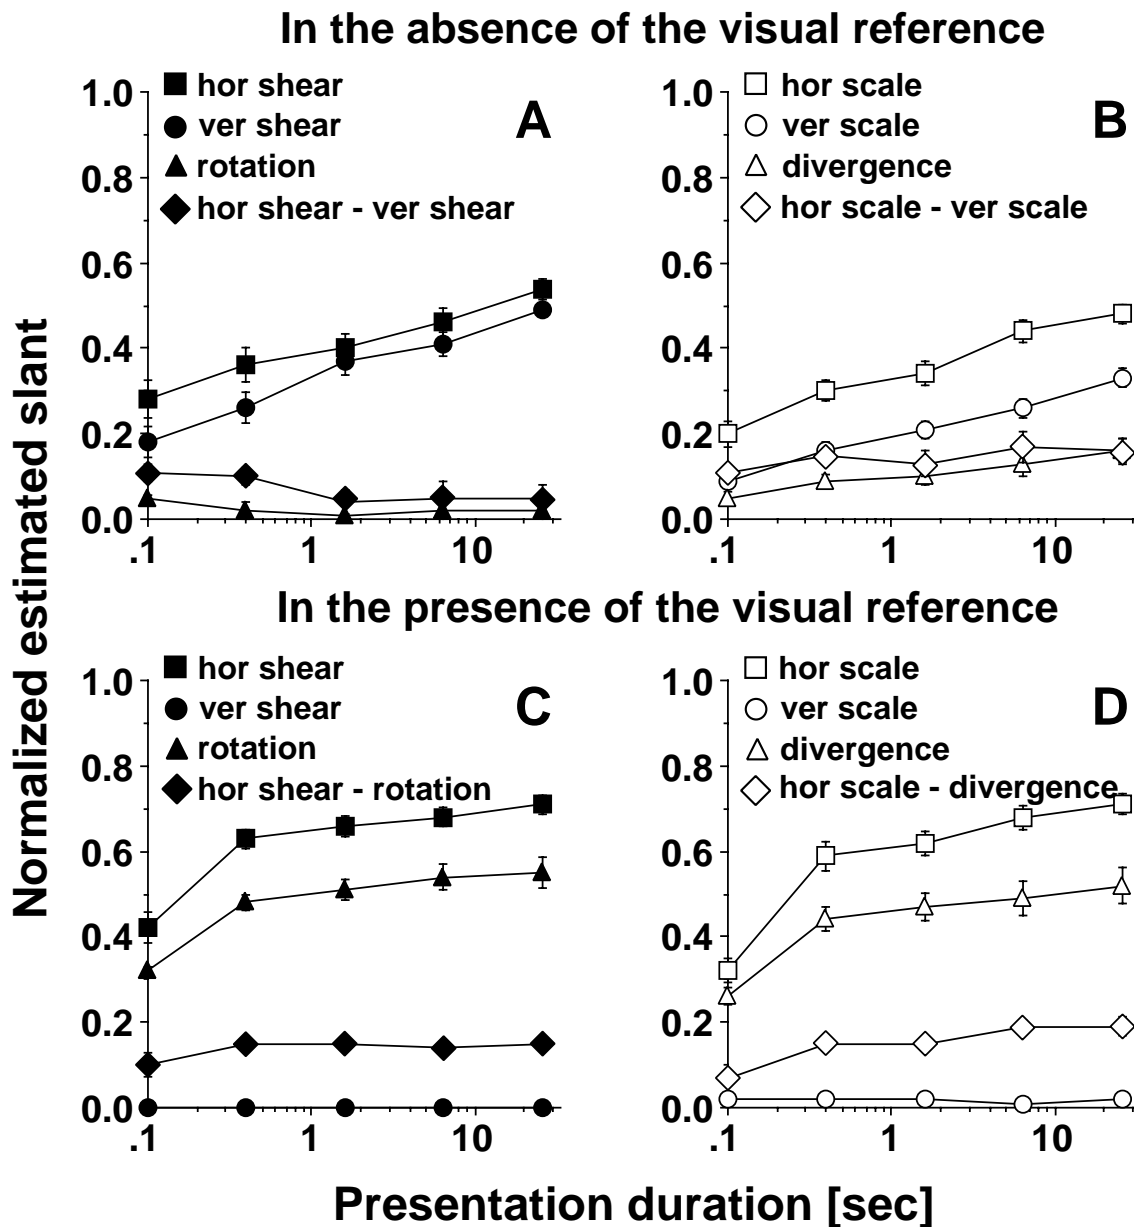 In the absence of the visual reference
hor shear
ver shear
rotation
hor shear - ver shear
A
1.0
0.8
0.6
0.4
0.2
0.0
.1
1
10
hor scale
ver scale
divergence
hor scale - ver scale
B
1.0
0.8
0.6
0.4
0.2
0.0
.1
1
10
In the presence of the visual reference
hor shear
ver shear
rotation
hor shear - rotation
C
1.0
0.8
0.6
0.4
0.2
0.0
.1
1
10
hor scale
ver scale
divergence
hor scale - divergence
D
1.0
0.8
0.6
0.4
0.2
0.0
.1
1
10
Normalized estimated slant
Presentation duration [sec]